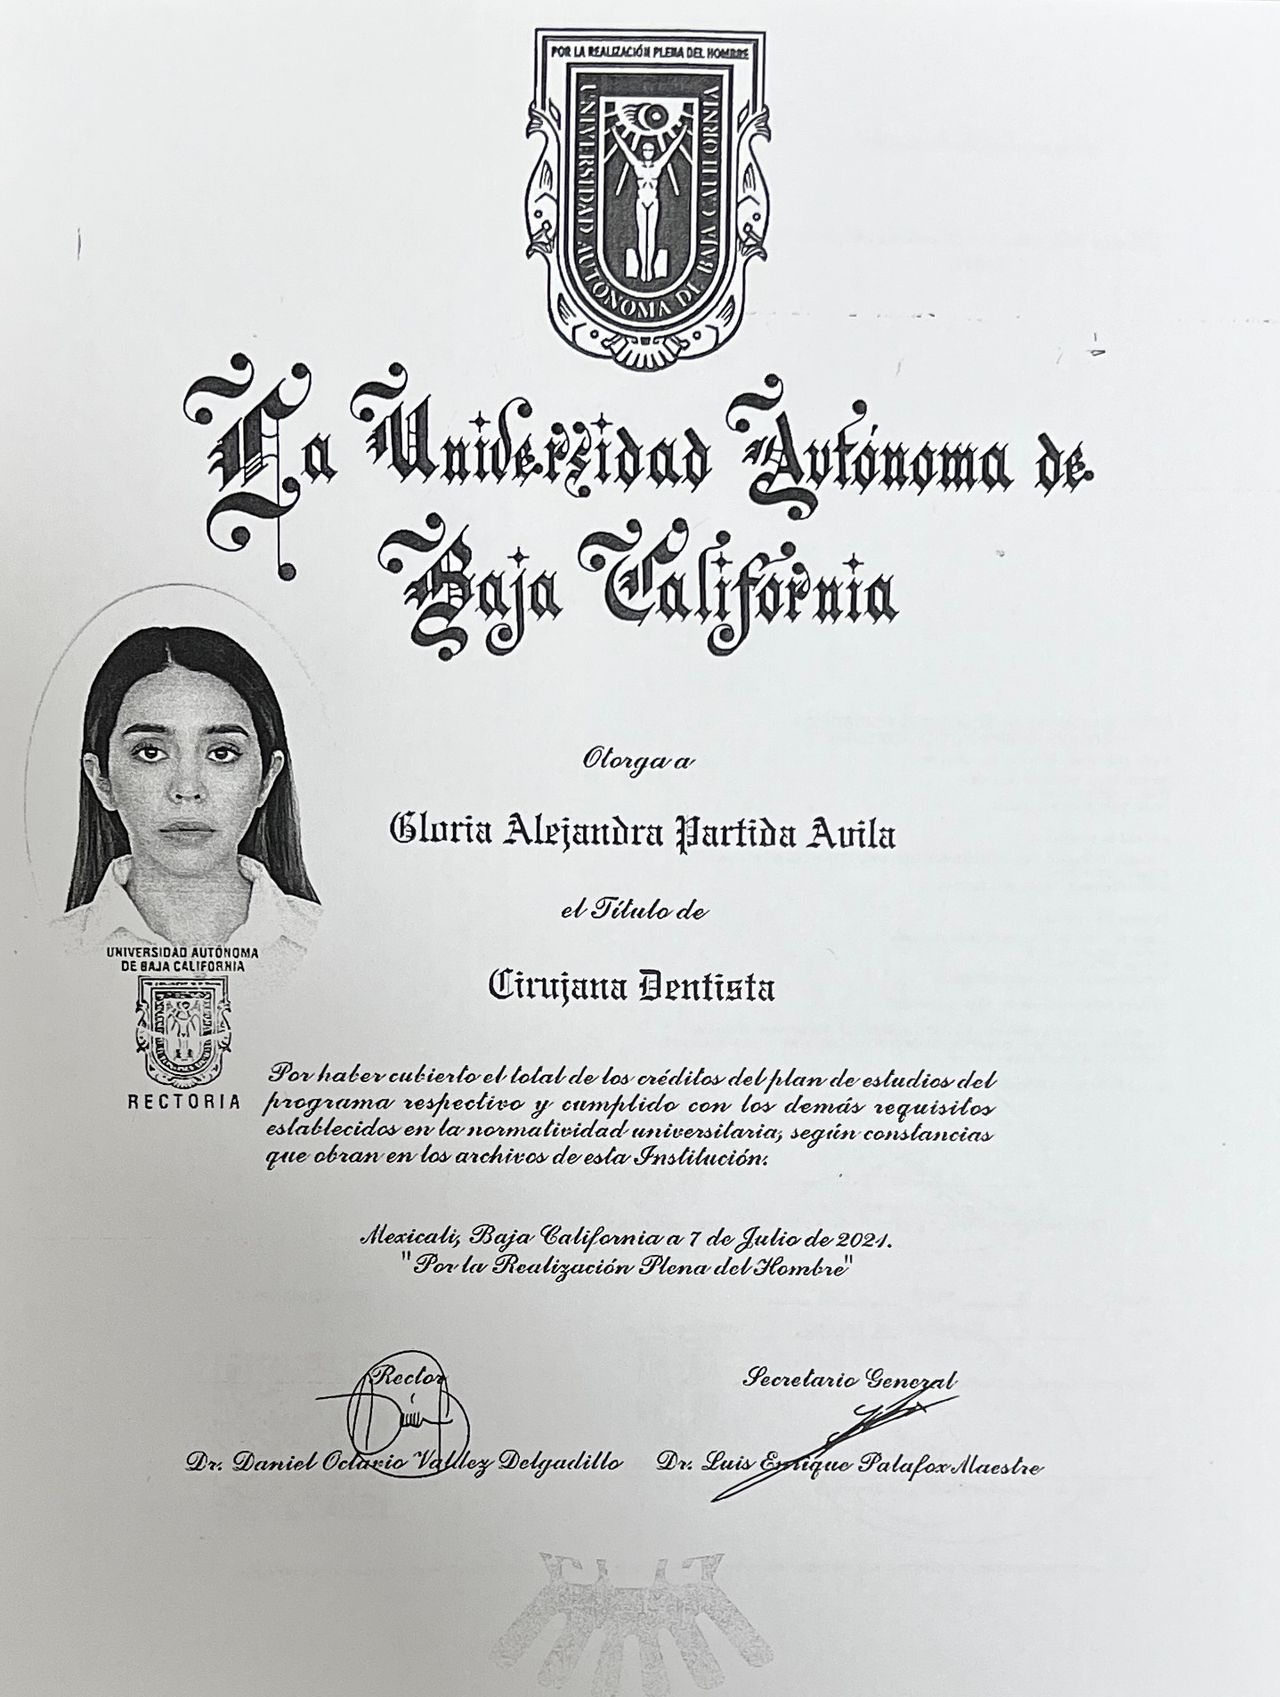 POR LA REALIZACIÓN PLENA DEL HOMBRE
UNIVERSIDAD AUTONOMA DE BAJA CALIFORNIA
La Universidad Autónoma de
Baja California
Otorga a
Gloria Alejandra Partida Avila
el Título de
Cirujana Dentista
UNIVERSIDAD AUTÓNOMA
DE BAJA CALIFORNIA
RECTORIA
Por haber cubierto el total de los créditos del plan de estudios del
programa respectivo y cumplido con los demás requisitos
establecidos en la normatividad universitaria, según constancias
que obran en los archivos de esta Institución.
Mexicali, Baja California a 7 de Julio de 2021.
"Por la Realización Plena del Hombre"
Rector
Dr. Daniel Octavio Valdez Delgadillo
Secretario General
Dr. Luis Enrique Palafox Maestre